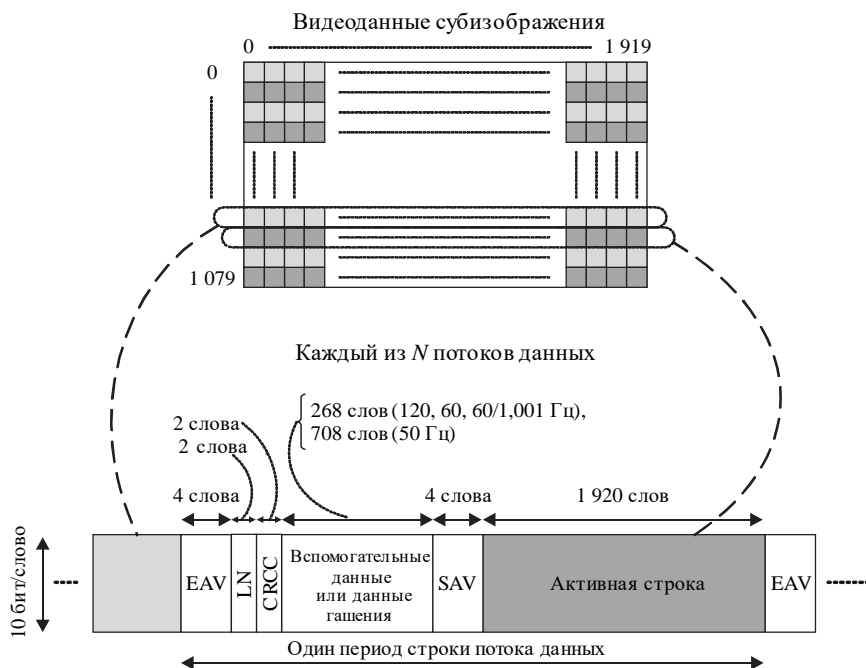 Видеоданные субизображения
0
1 919
0
1 079
Каждый из N потоков данных
268 слов (120, 60, 60/1,001 Гц),
708 слов (50 Гц)
2 слова
2 слова
4 слова
4 слова
1 920 слов
10 бит/слово
EAV
LN
CRCC
Вспомогательные
данные
или данные
гашения
SAV
Активная строка
EAV
Один период строки потока данных